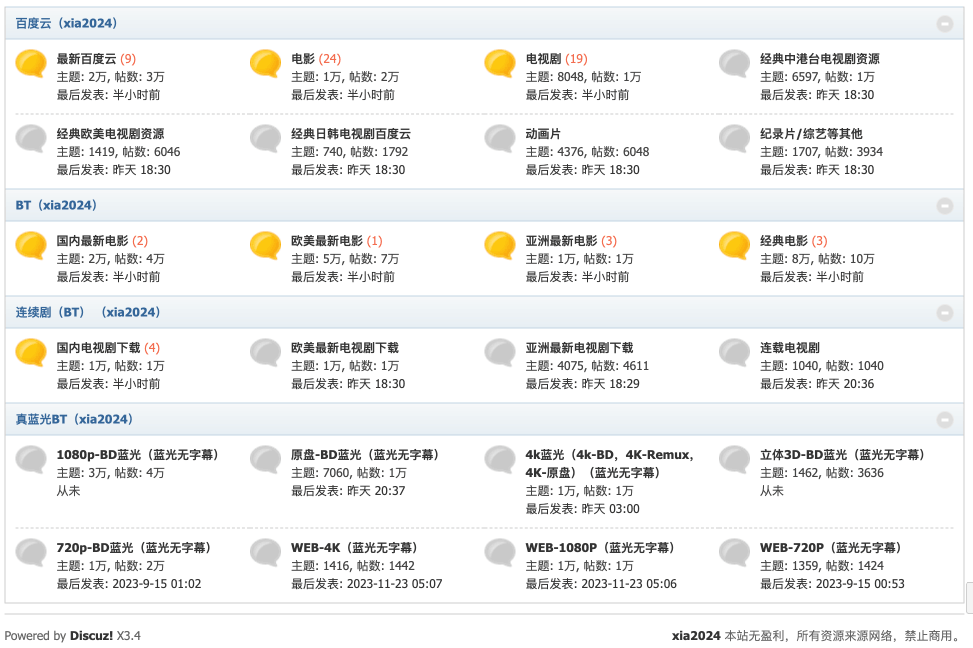 百度云（xia2024）
最新百度云 (9)
主题: 2万, 帖数: 3万
最后发表: 半小时前
电影 (24)
主题: 1万, 帖数: 2万
最后发表: 半小时前
电视剧 (19)
主题: 8048, 帖数: 1万
最后发表: 半小时前
经典中港台电视剧资源
主题: 6597, 帖数: 1万
最后发表: 昨天 18:30
经典欧美电视剧资源
主题: 1419, 帖数: 6046
最后发表: 昨天 18:30
经典日韩电视剧百度云
主题: 740, 帖数: 1792
最后发表: 昨天 18:30
动画片
主题: 4376, 帖数: 6048
最后发表: 昨天 18:30
纪录片/综艺等其他
主题: 1707, 帖数: 3934
最后发表: 昨天 18:30
BT（xia2024）
国内最新电影 (2)
主题: 2万, 帖数: 4万
最后发表: 半小时前
欧美最新电影 (1)
主题: 5万, 帖数: 7万
最后发表: 半小时前
亚洲最新电影 (3)
主题: 1万, 帖数: 1万
最后发表: 半小时前
经典电影 (3)
主题: 8万, 帖数: 10万
最后发表: 半小时前
连续剧（BT）（xia2024）
国内电视剧下载 (4)
主题: 1万, 帖数: 1万
最后发表: 半小时前
欧美最新电视剧下载
主题: 1万, 帖数: 1万
最后发表: 昨天 18:30
亚洲最新电视剧下载
主题: 4075, 帖数: 4611
最后发表: 昨天 18:29
连载电视剧
主题: 1040, 帖数: 1040
最后发表: 昨天 20:36
真蓝光BT（xia2024）
1080p-BD蓝光（蓝光无字幕）
主题: 3万, 帖数: 4万
从未
原盘-BD蓝光（蓝光无字幕）
主题: 7060, 帖数: 1万
最后发表: 昨天 20:37
4k蓝光（4k-BD，4K-Remux，
4K-原盘）（蓝光无字幕）
主题: 1万, 帖数: 1万
最后发表: 昨天 03:00
立体3D-BD蓝光（蓝光无字幕）
主题: 1462, 帖数: 3636
从未
720p-BD蓝光（蓝光无字幕）
主题: 1万, 帖数: 2万
最后发表: 2023-9-15 01:02
WEB-4K（蓝光无字幕）
主题: 1416, 帖数: 1442
最后发表: 2023-11-23 05:07
WEB-1080P（蓝光无字幕）
主题: 1万, 帖数: 1万
最后发表: 2023-11-23 05:06
WEB-720P（蓝光无字幕）
主题: 1359, 帖数: 1424
最后发表: 2023-9-15 00:53
Powered by Discuz! X3.4
xia2024 本站无盈利，所有资源来源网络，禁止商用。